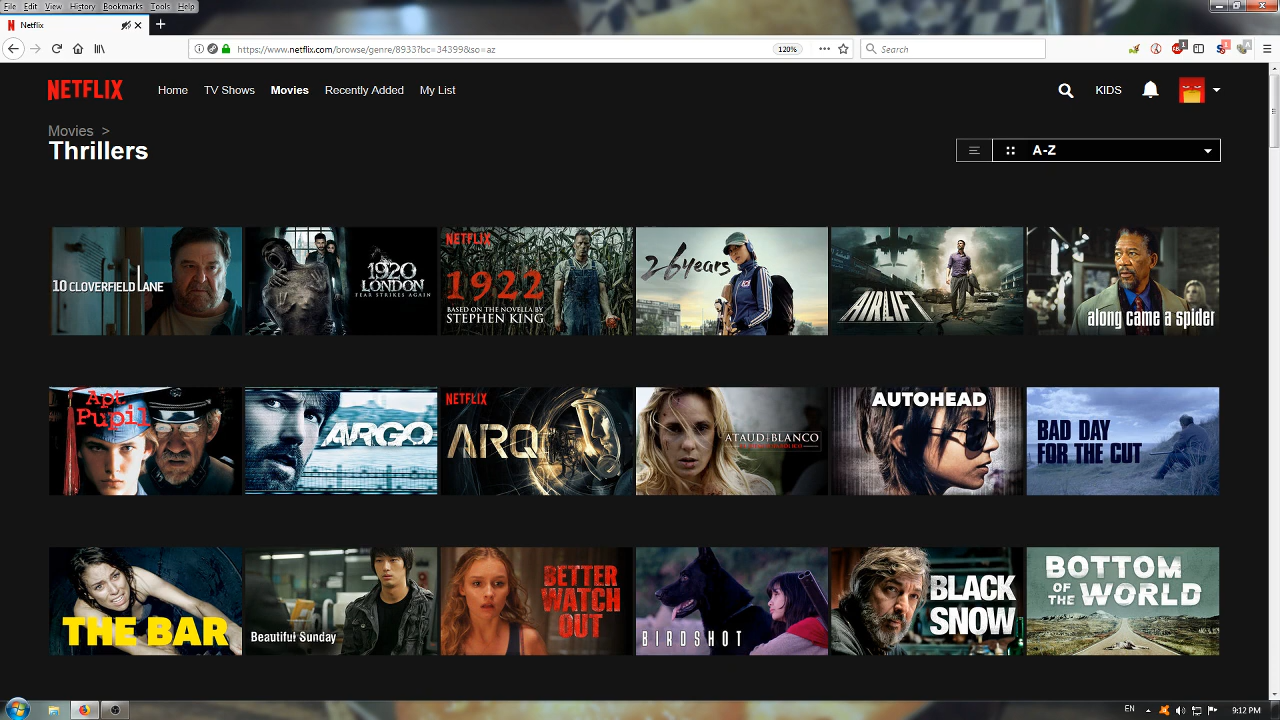 File Edit View History Bookmarks Tools Help
Netflix
https://www.netflix.com/browse/genre/8933?bc=34399&so=az
120%
Search
NETFLIX
Home TV Shows Movies Recently Added My List
KIDS
Movies >
Thrillers
A-Z
10 CLOVERFIELD LANE
1920
LONDON
FEAR STRIKES AGAIN
NETFLIX
1922
BASED ON THE NOVELLA BY
STEPHEN KING
26years
AIRLIFT
along came a spider
Apt
Pupil
ARGO
NETFLIX
ARQ
ATAUD BLANCO
AUTOHEAD
BAD DAY
FOR THE CUT
THE BAR
Beautiful Sunday
BETTER
WATCH
OUT
BIRDSHOT
BLACK
SNOW
BOTTOM
OF THE WORLD
EN
9:12 PM